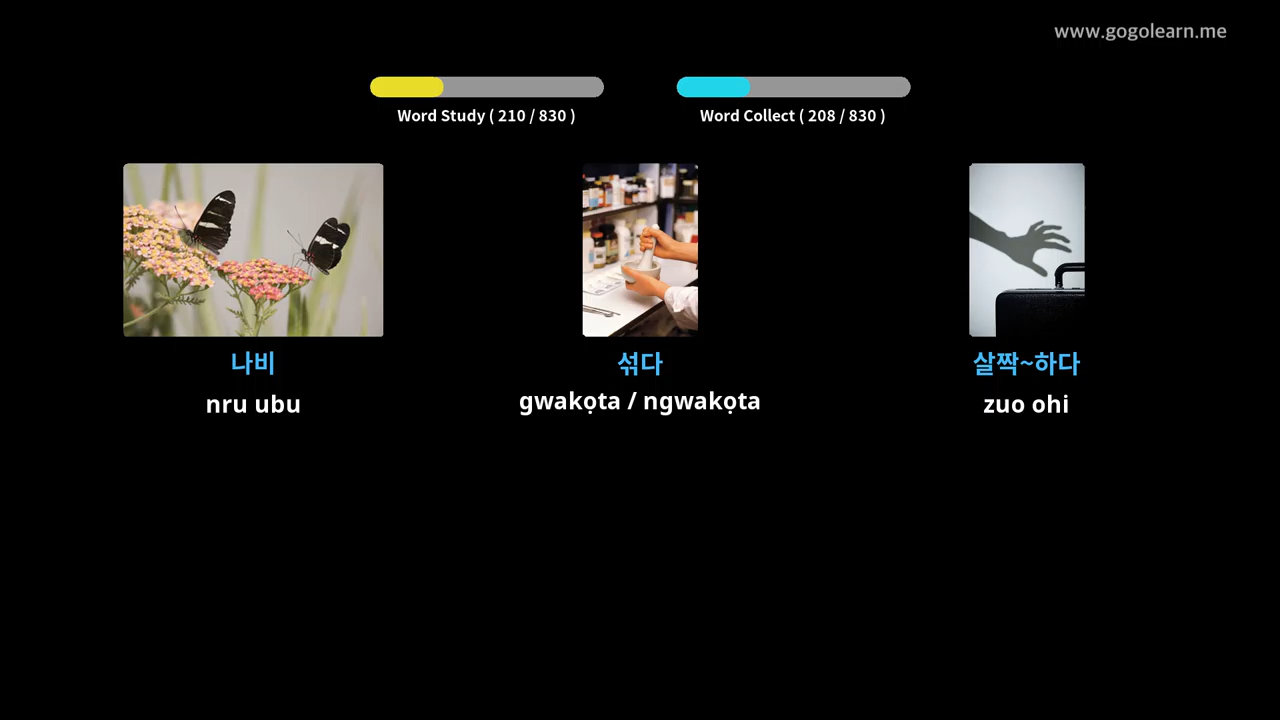 www.gogolearn.me
Word Study ( 210 / 830 )
Word Collect ( 208 / 830 )
나비
섞다
살짝~하다
nru ubu
gwakọta / ngwakọta
zuo ohi